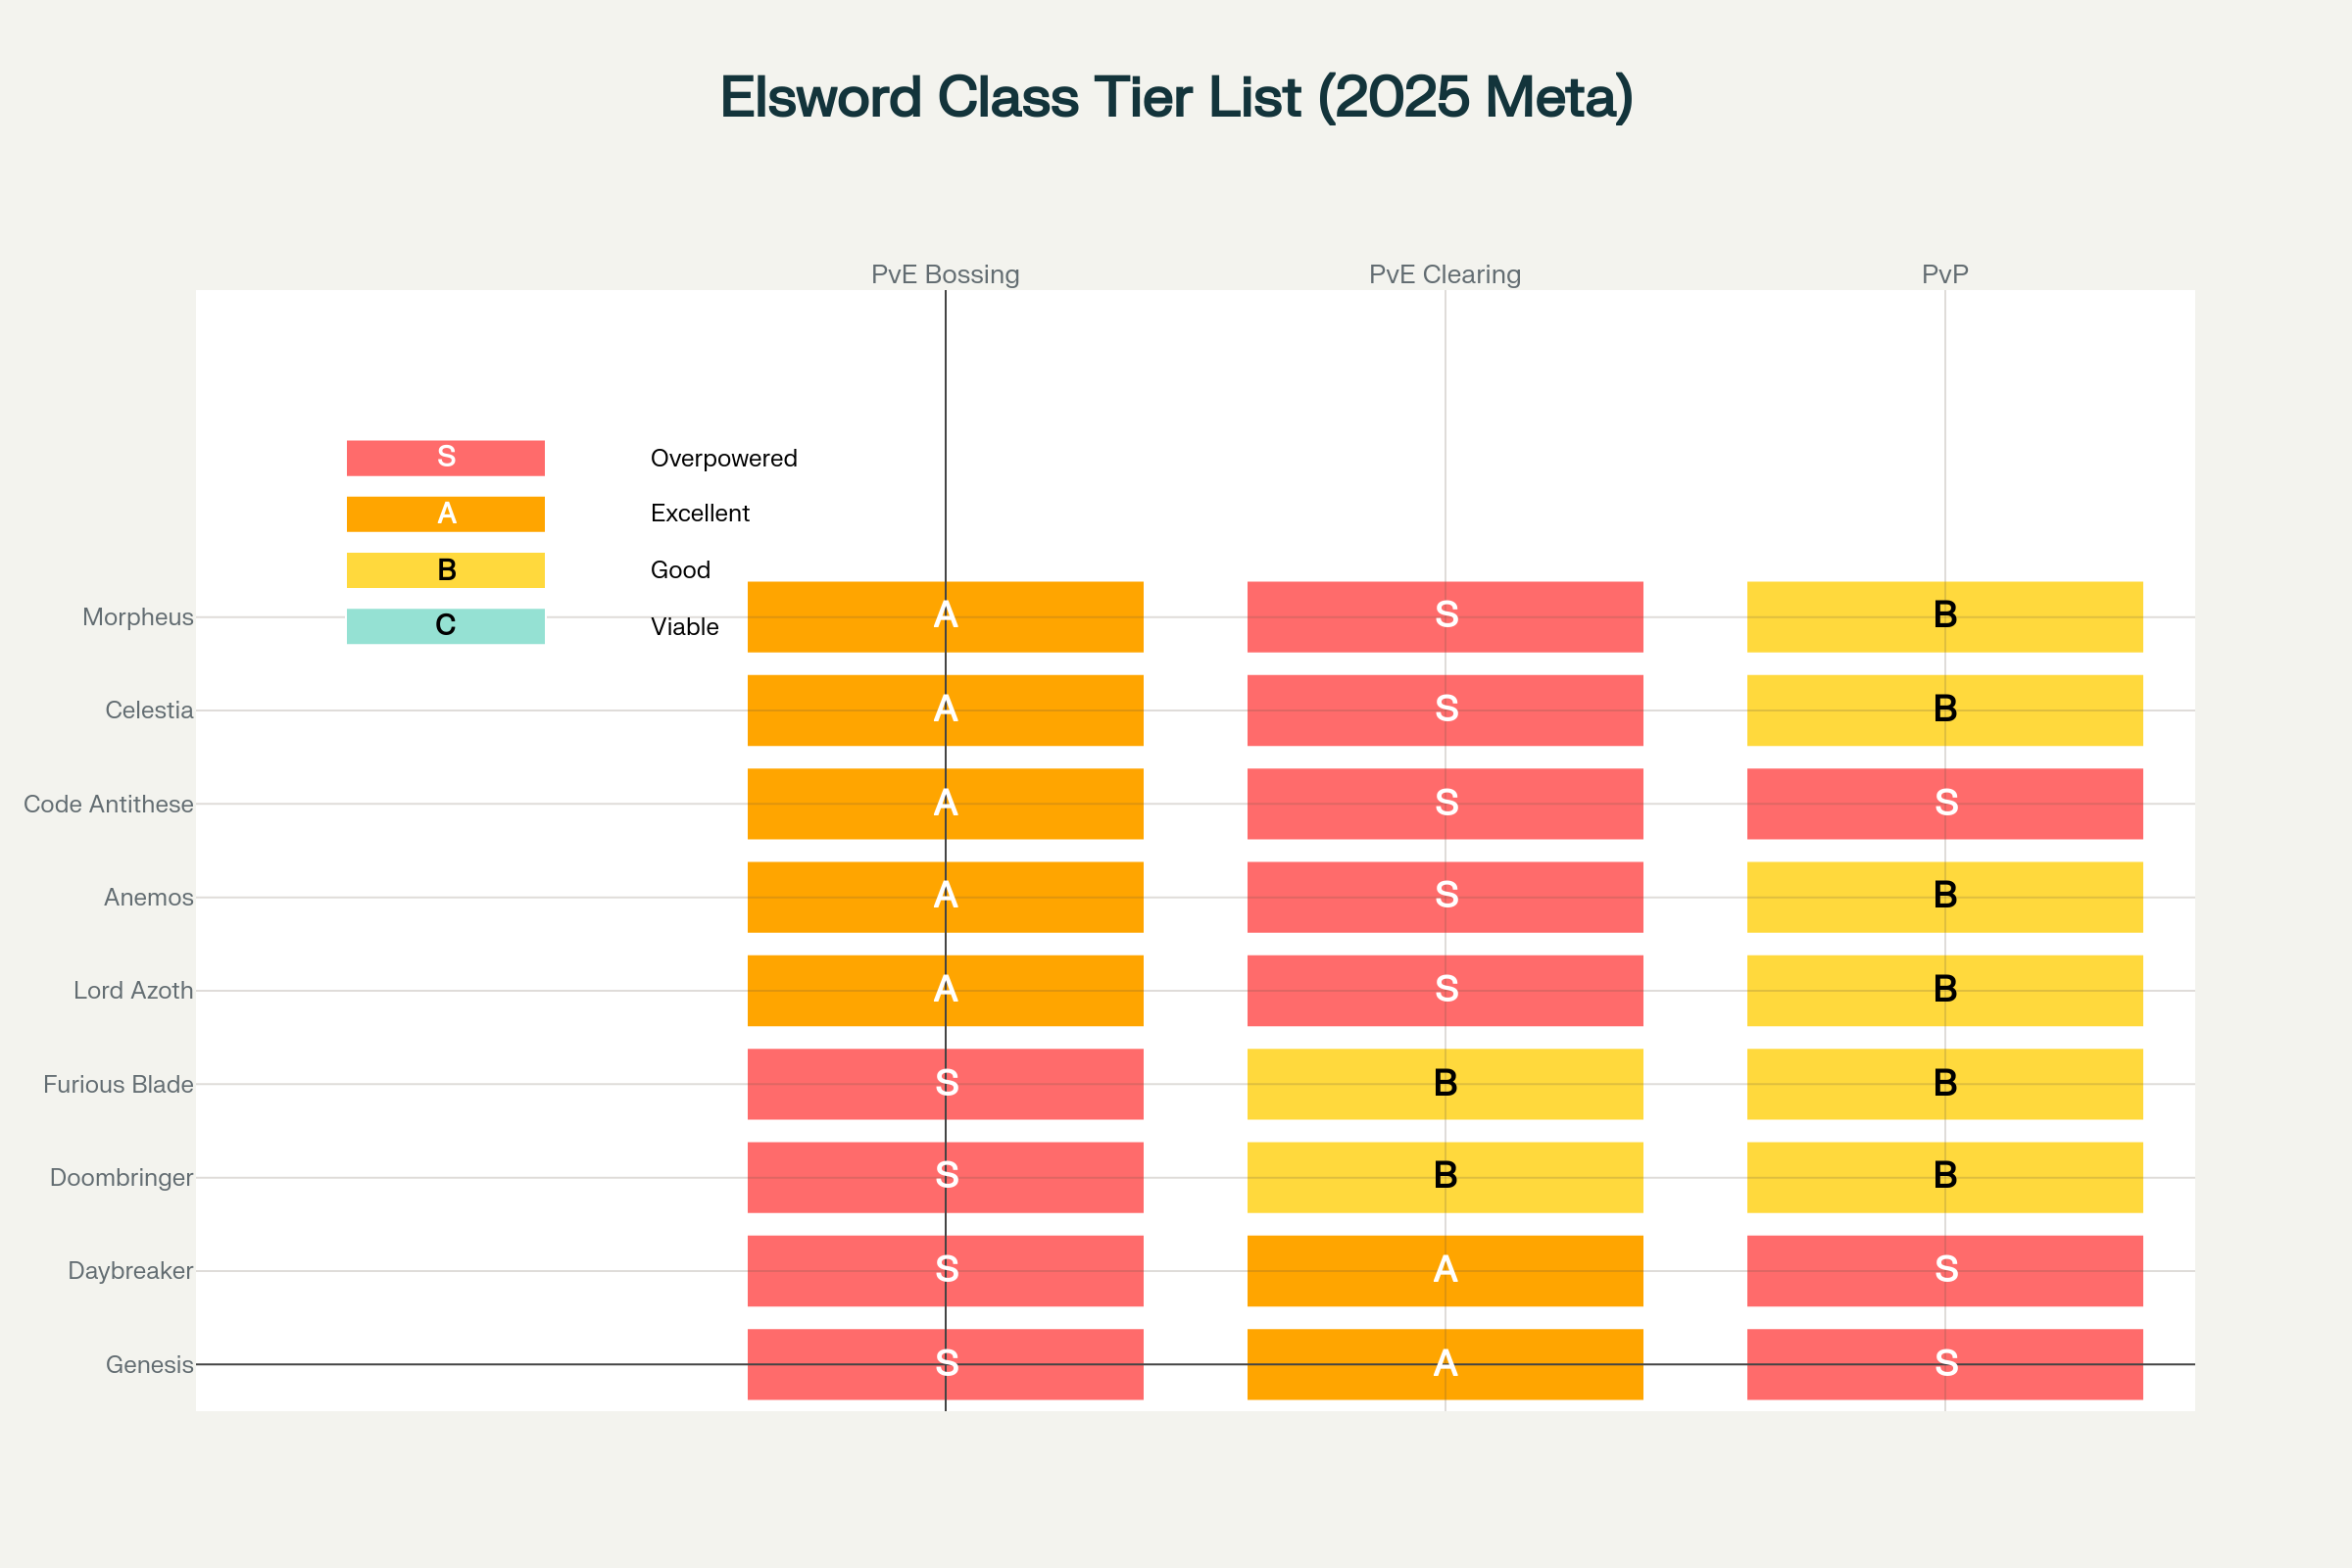 Elsword Class Tier List (2025 Meta)
PvE Bossing PvE Clearing PvP
S Overpowered
A Excellent
B Good
C Viable
Morpheus A S B
Celestia A S B
Code Antithese A S S
Anemos A S B
Lord Azoth A S B
Furious Blade S B B
Doombringer S B B
Daybreaker S A S
Genesis S A S